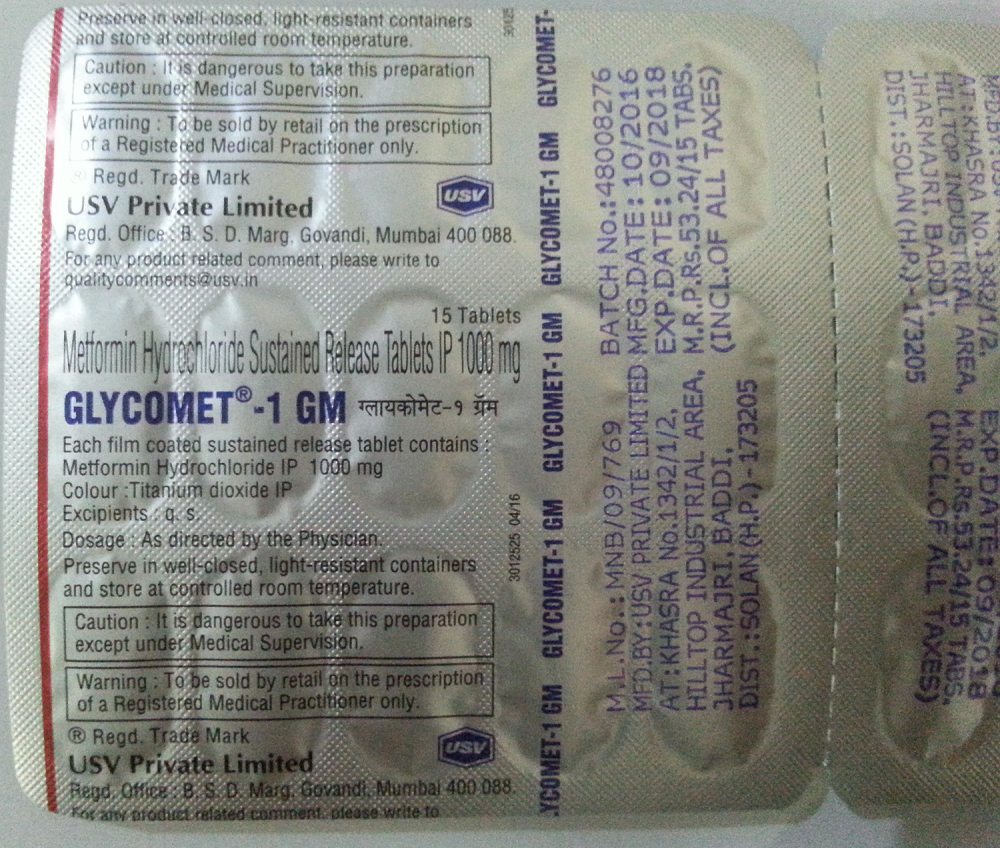 Preserve in well-closed, light-resistant containers
and store at controlled room temperature.
Caution : It is dangerous to take this preparation
except under Medical Supervision.
Warning : To be sold by retail on the prescription
of a Registered Medical Practitioner only.
® Regd. Trade Mark
USV Private Limited
USV
Regd. Office : B. S. D. Marg, Govandi, Mumbai 400 088.
For any product related comment, please write to
qualitycomments@usv.in
15 Tablets
Metformin Hydrochloride Sustained Release Tablets IP 1000 mg
GLYCOMET®-1 GM ग्लायकोमेट-१ ग्रॅम
Each film coated sustained release tablet contains :
Metformin Hydrochloride IP 1000 mg
Colour :Titanium dioxide IP
Excipients : q. s.
Dosage : As directed by the Physician.
Preserve in well-closed, light-resistant containers
and store at controlled room temperature.
Caution : It is dangerous to take this preparation
except under Medical Supervision.
Warning : To be sold by retail on the prescription
of a Registered Medical Practitioner only.
® Regd. Trade Mark
USV Private Limited
USV
Regd. Office : B. S. D. Marg, Govandi, Mumbai 400 088.
For any product related comment, please write to
30125
3012525 04/16
YCOMET-1 GM GLYCOMET-1 GM GLYCOMET-1 GM GLYCOMET-1 GM GLYCOMET-
M.L.No.:MNB/09/769 BATCH No.:48008276
MFD.BY:USV PRIVATE LIMITED MFG.DATE:10/2016
AT:KHASRA No.1342/1/2, EXP.DATE:09/2018
HILLTOP INDUSTRIAL AREA, M.R.P.Rs.53.24/15 TABS.
JHARMAJRI, BADDI, (INCL.OF ALL TAXES)
DIST.:SOLAN(H.P.)-173205
EXP.DATE:09/2018
AT:KHASRA No.1342/1/2,
HILLTOP INDUSTRIAL AREA, M.R.P.Rs.53.24/15 TABS.
JHARMAJRI, BADDI, (INCL.OF ALL TAXES)
DIST.:SOLAN(H.P.)-173205